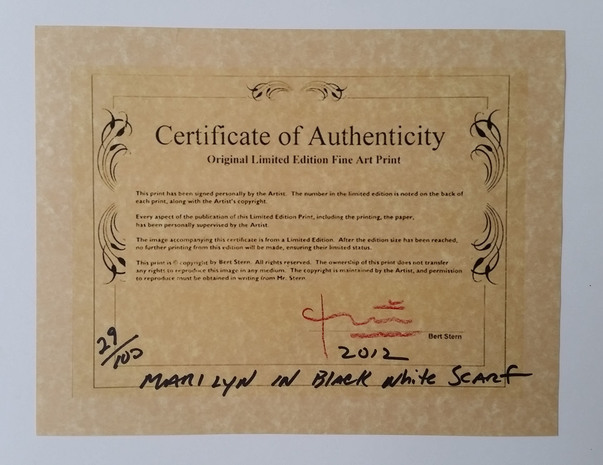 Certificate of Authenticity
Original Limited Edition Fine Art Print
This print has been signed personally by the Artist. The number in the limited edition is noted on the back of
each print, along with the Artist's copyright.
Every aspect of the publication of this Limited Edition Print, including the printing, the paper,
has been personally supervised by the Artist.
The image accompanying this certificate is from a Limited Edition. After the edition size has been reached,
no further printing from this edition will be made, ensuring their limited status.
This print is © copyright by Bert Stern. All rights reserved. The ownership of this print does not transfer
any rights to reproduce this image in any medium. The copyright is maintained by the Artist, and permission
to reproduce must be obtained in writing from Mr. Stern.
Bert Stern
29/100
2012
MARILYN IN BLACK White SCARF